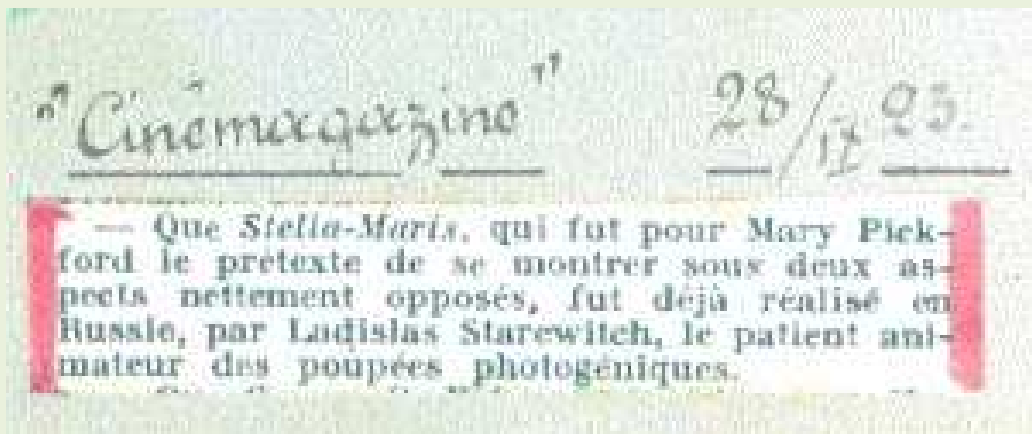 "Cinémagazine" 28/IX 23.
— Que Stella-Maris, qui fut pour Mary Pick-
ford le prétexte de se montrer sous deux as-
pects nettement opposés, fut déjà réalisé en
Russie, par Ladislas Starewitch, le patient ani-
mateur des poupées photogéniques.